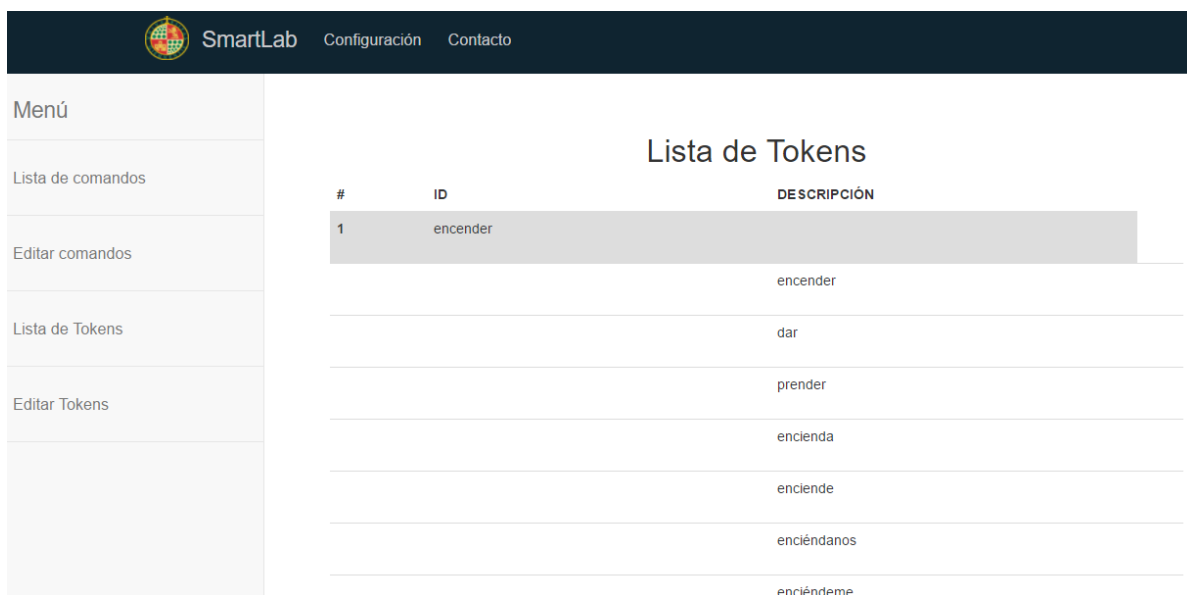 SmartLab Configuración Contacto
Menú
Lista de comandos
Editar comandos
Lista de Tokens
Editar Tokens
Lista de Tokens
# ID DESCRIPCIÓN
1 encender
encender
dar
prender
encienda
enciende
enciéndanos
enciéndeme